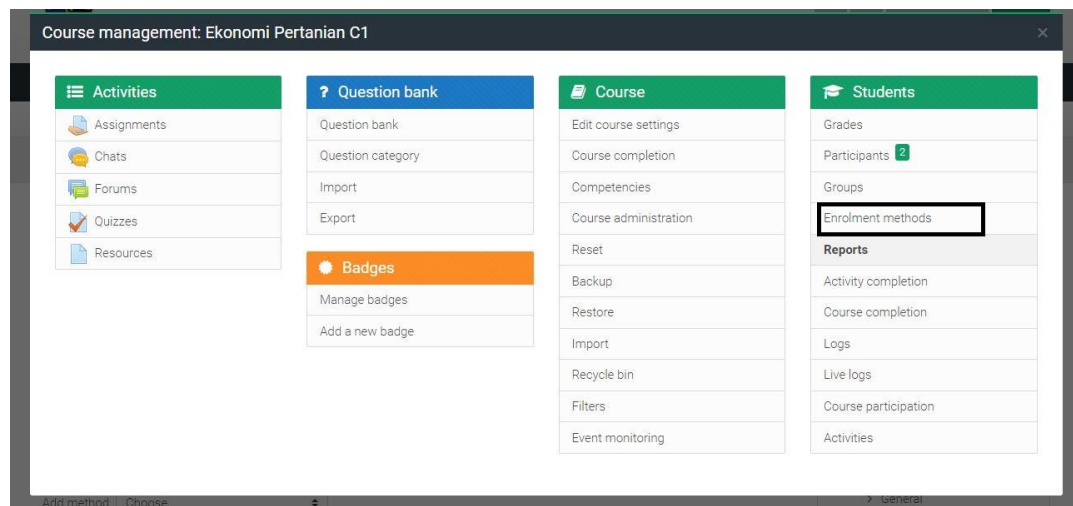 Course management: Ekonomi Pertanian C1
×
Activities
Assignments
Chats
Forums
Quizzes
Resources
? Question bank
Question bank
Question category
Import
Export
Badges
Manage badges
Add a new badge
Course
Edit course settings
Course completion
Competencies
Course administration
Reset
Backup
Restore
Import
Recycle bin
Filters
Event monitoring
Students
Grades
Participants 2
Groups
Enrolment methods
Reports
Activity completion
Course completion
Logs
Live logs
Course participation
Activities
Add method Choose...
> General